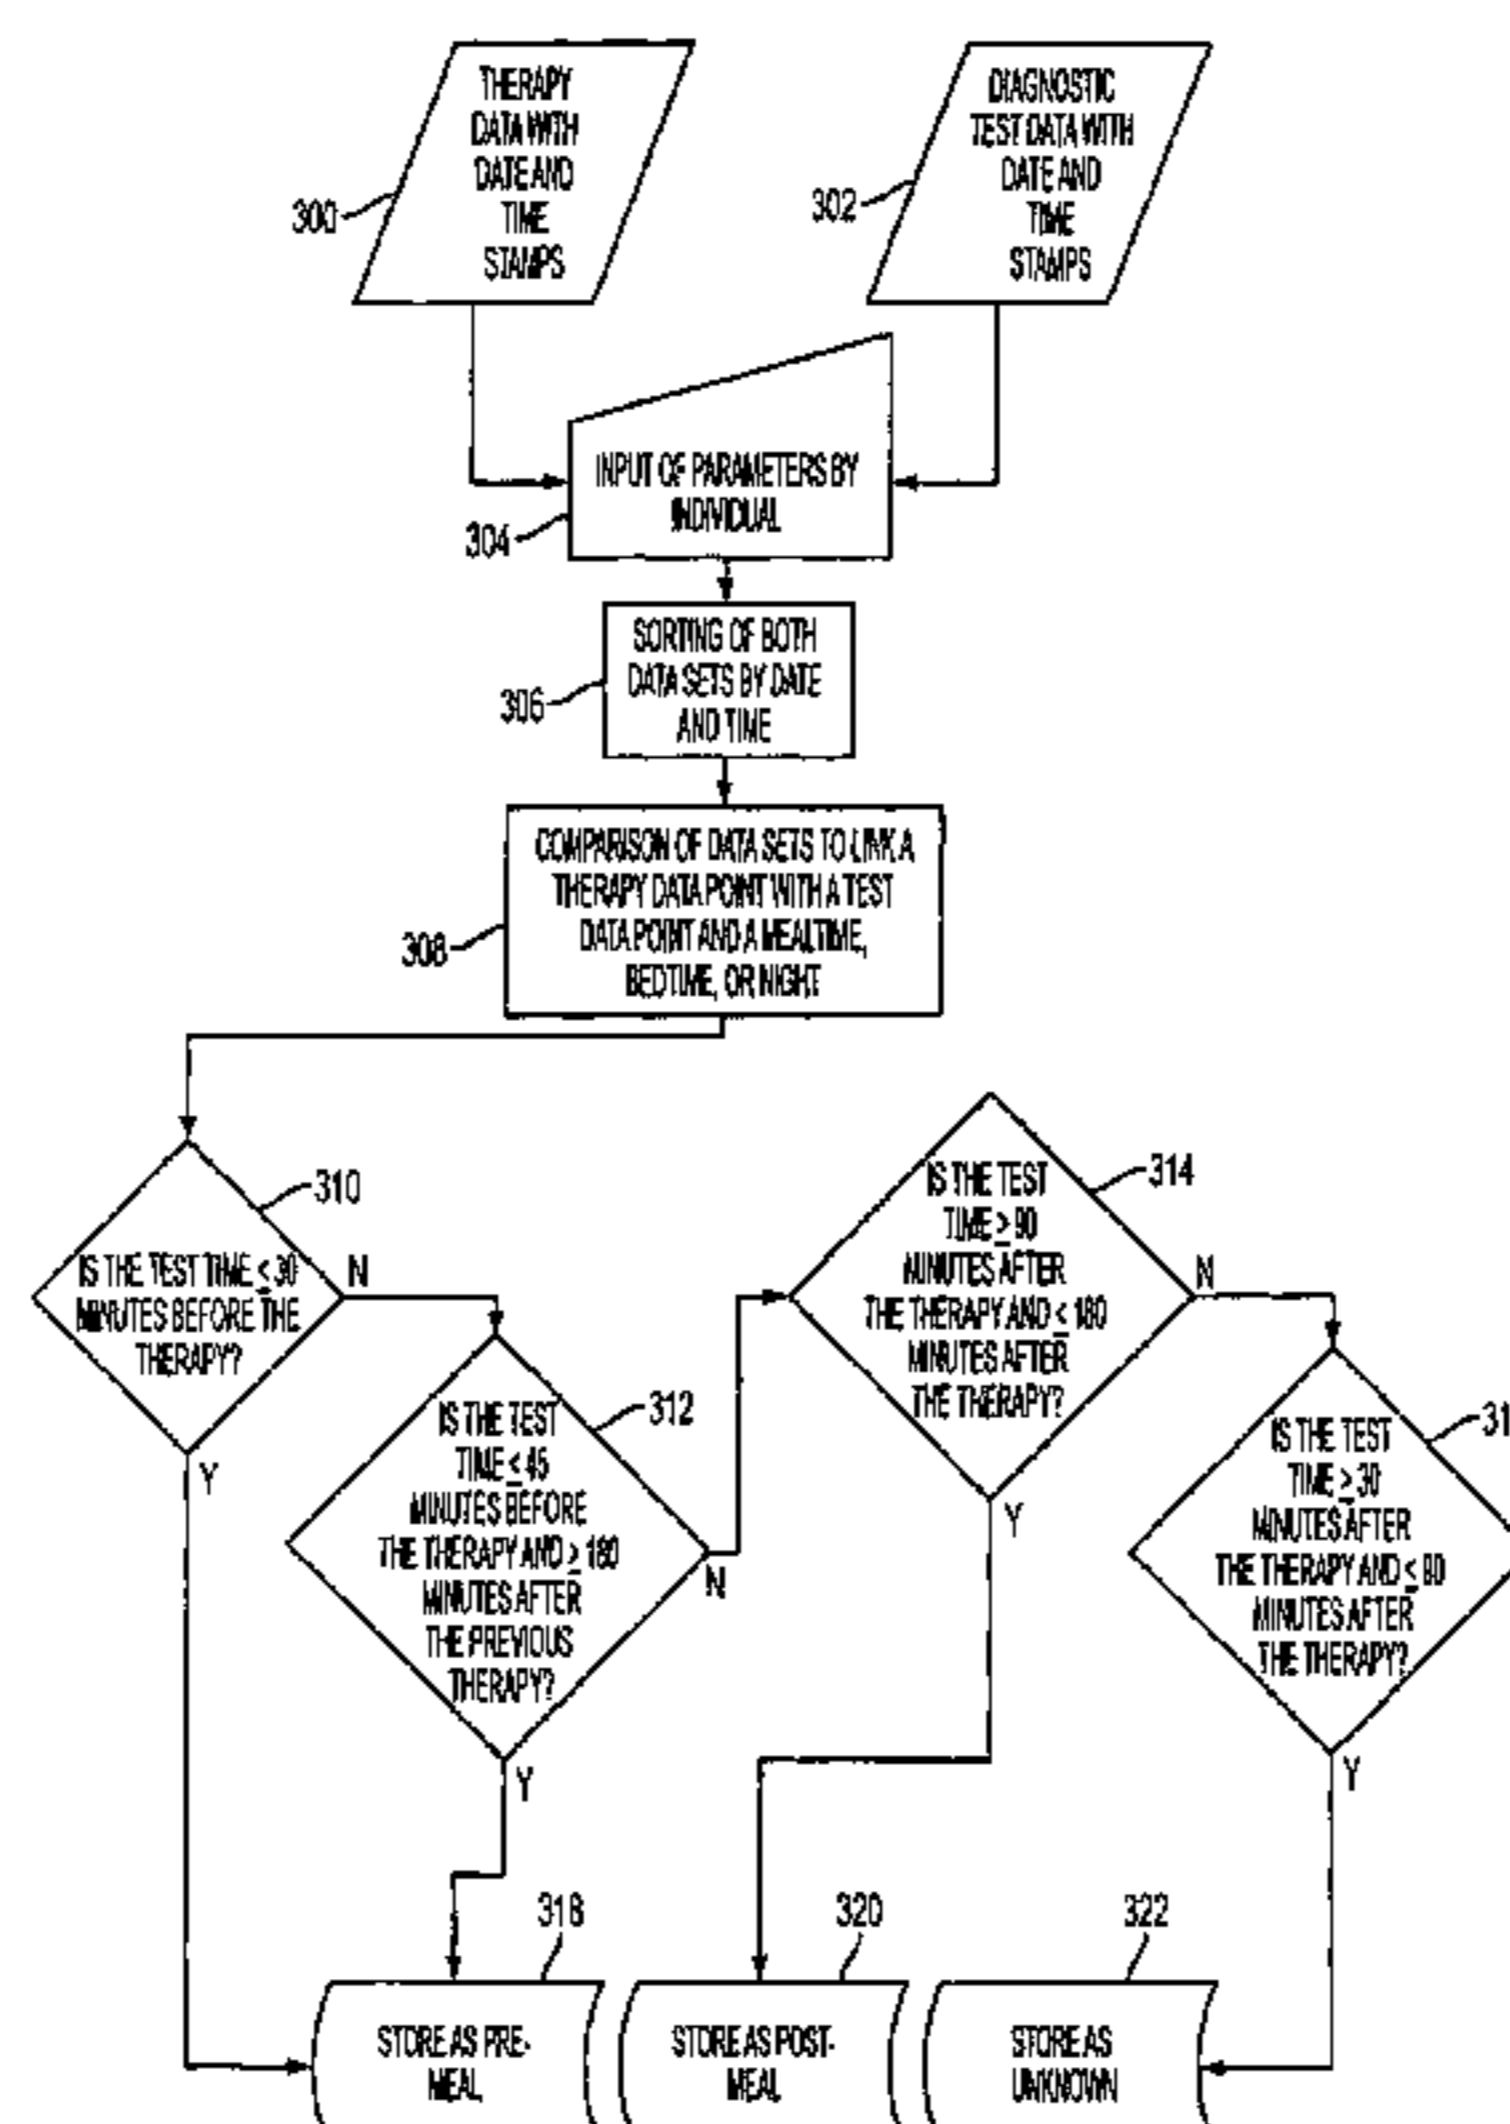 THERAPY
DATA WITH
DATE AND
TIME
STAMPS
300
DIAGNOSTIC
TEST DATA WITH
DATE AND
TIME
STAMPS
302
INPUT OF PARAMETERS BY
INDIVIDUAL
304
SORTING OF BOTH
DATA SETS BY DATE
AND TIME
306
COMPARISON OF DATA SETS TO LINK A
THERAPY DATA POINT WITH A TEST
DATA POINT AND A MEALTIME,
BEDTIME, OR NIGHT
308
310
IS THE TEST TIME ≤ 30
MINUTES BEFORE THE
THERAPY?
N
Y
312
IS THE TEST
TIME ≤ 45
MINUTES BEFORE
THE THERAPY AND ≥ 180
MINUTES AFTER
THE PREVIOUS
THERAPY?
N
Y
314
IS THE TEST
TIME ≥ 90
MINUTES AFTER
THE THERAPY AND ≤ 180
MINUTES AFTER
THE THERAPY?
N
Y
31
IS THE TEST
TIME ≥ 30
MINUTES AFTER
THE THERAPY AND ≤ 90
MINUTES AFTER
THE THERAPY?
Y
318
STORE AS PRE-
MEAL
320
STORE AS POST-
MEAL
322
STORE AS
UNKNOWN